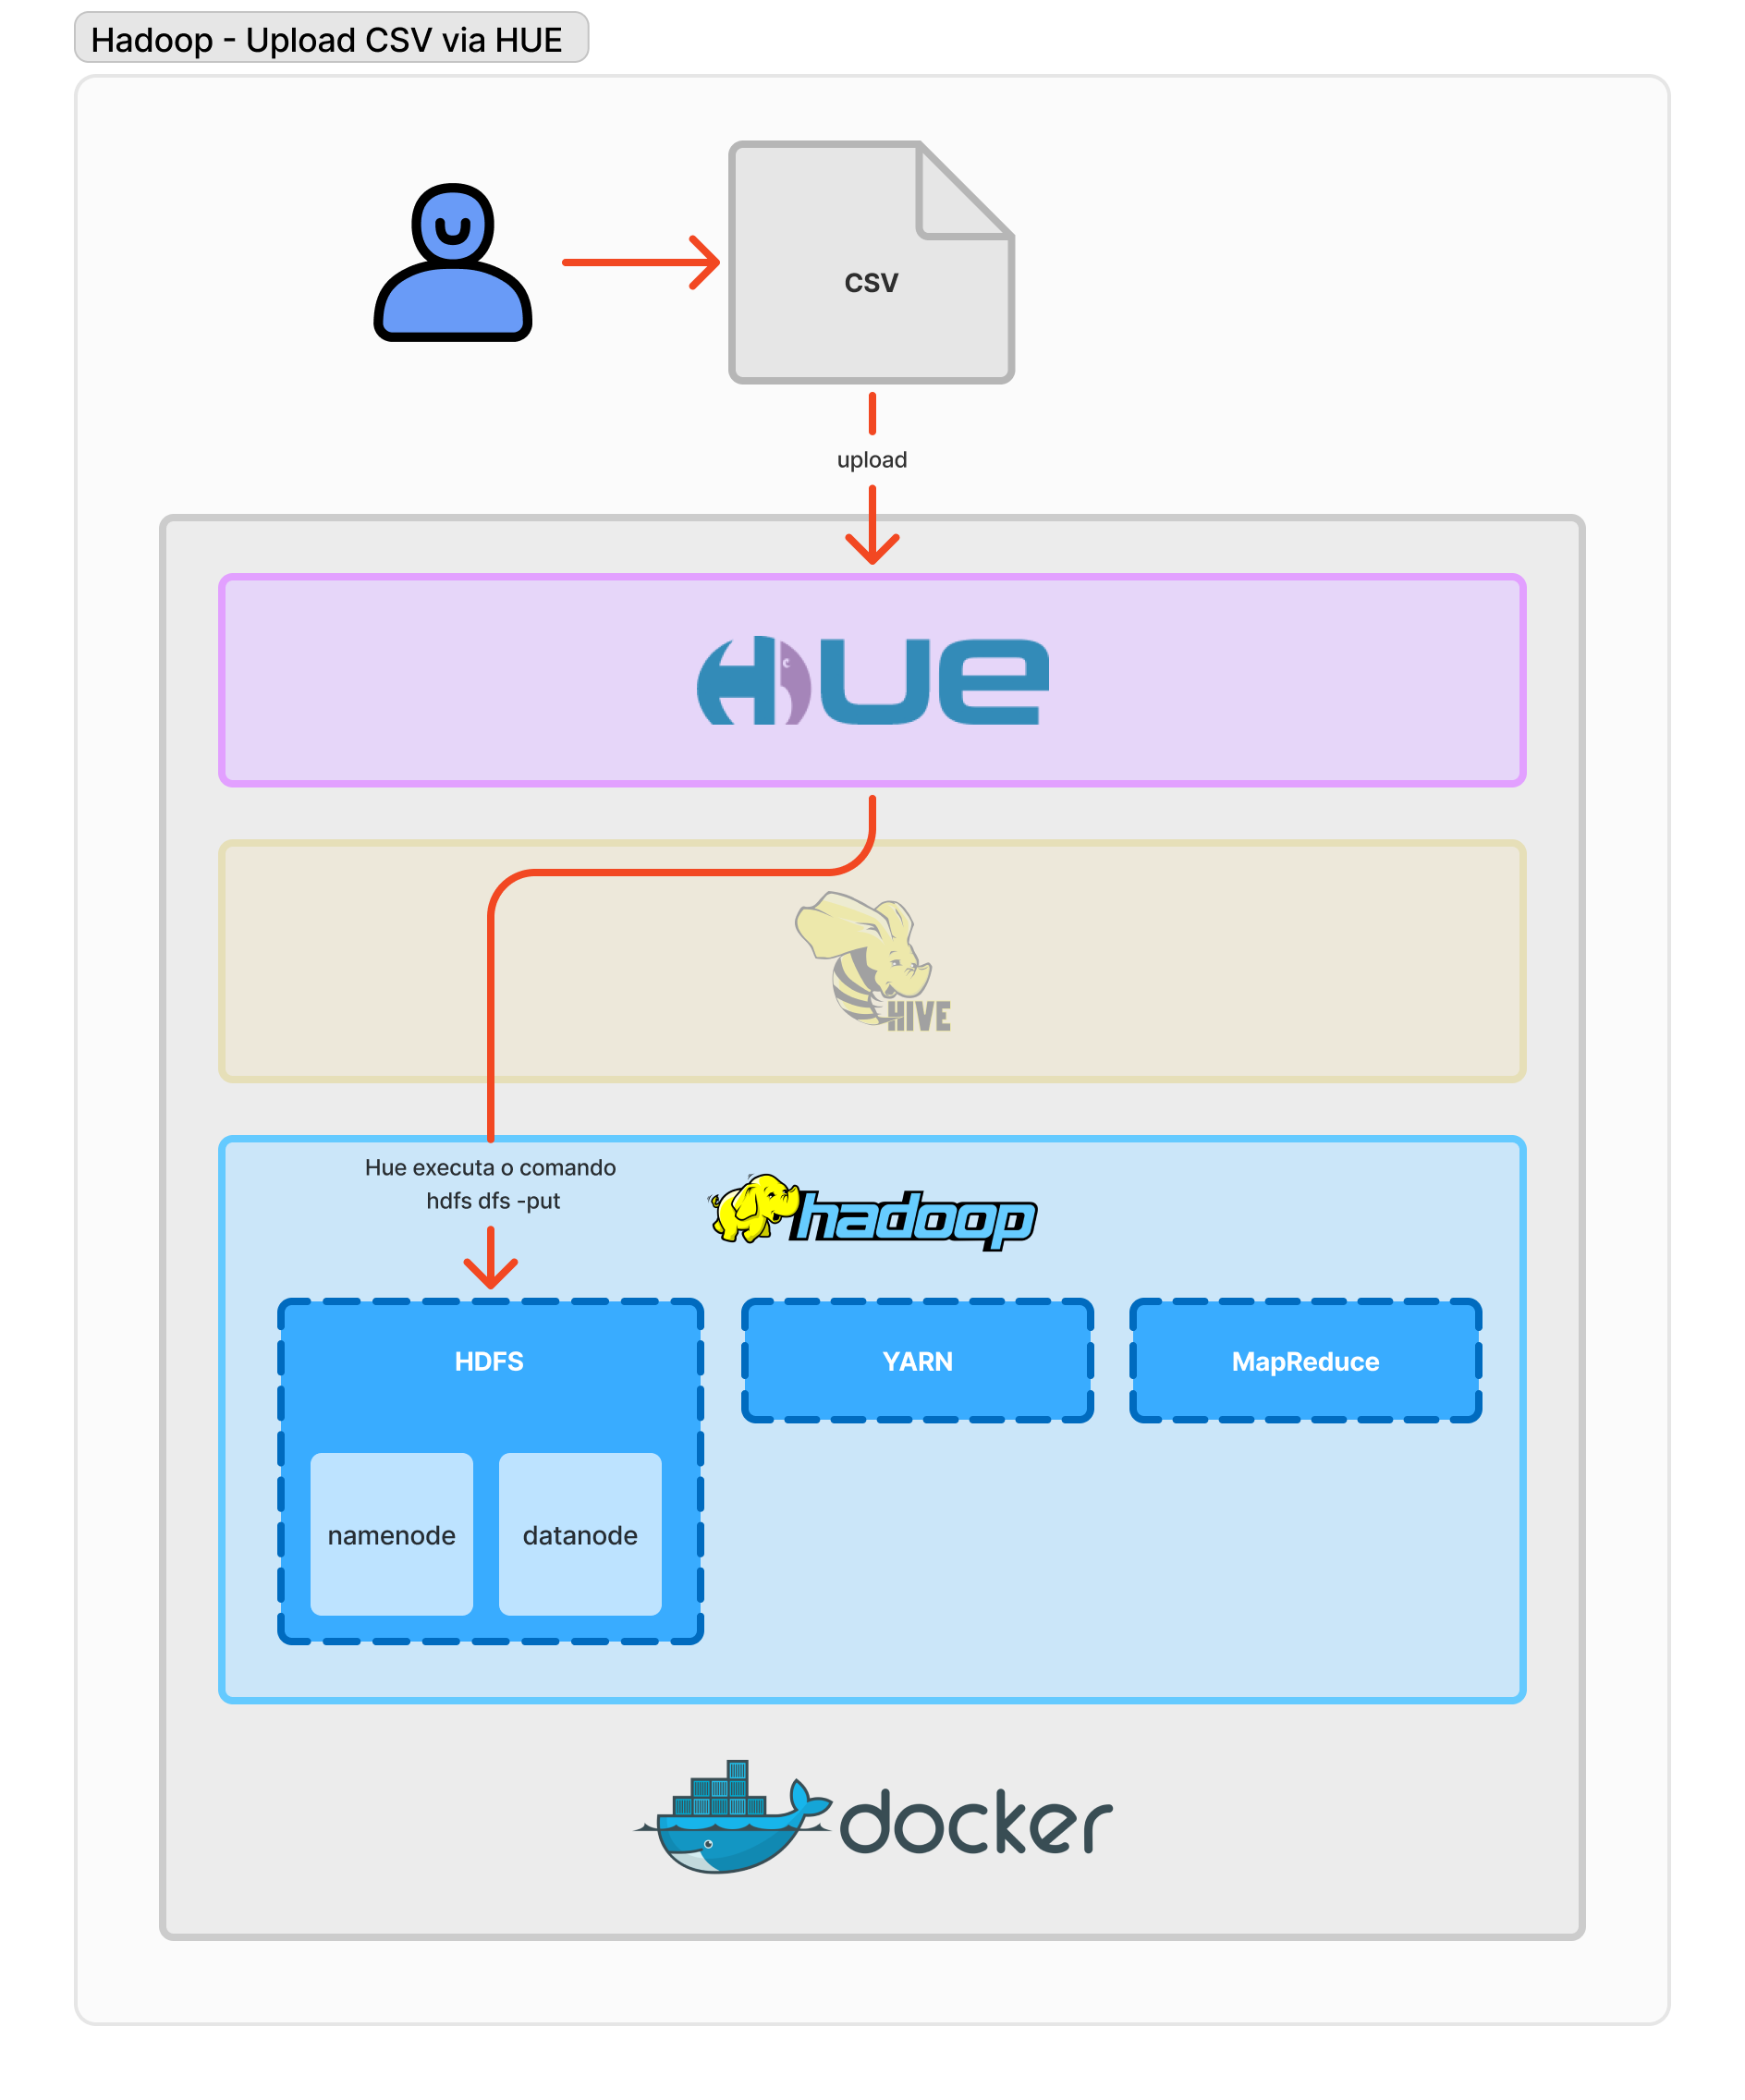 Hadoop - Upload CSV via HUE
CSV
upload
HUE
HIVE
Hue executa o comando
hdfs dfs -put
hadoop
HDFS
YARN
MapReduce
namenode
datanode
docker